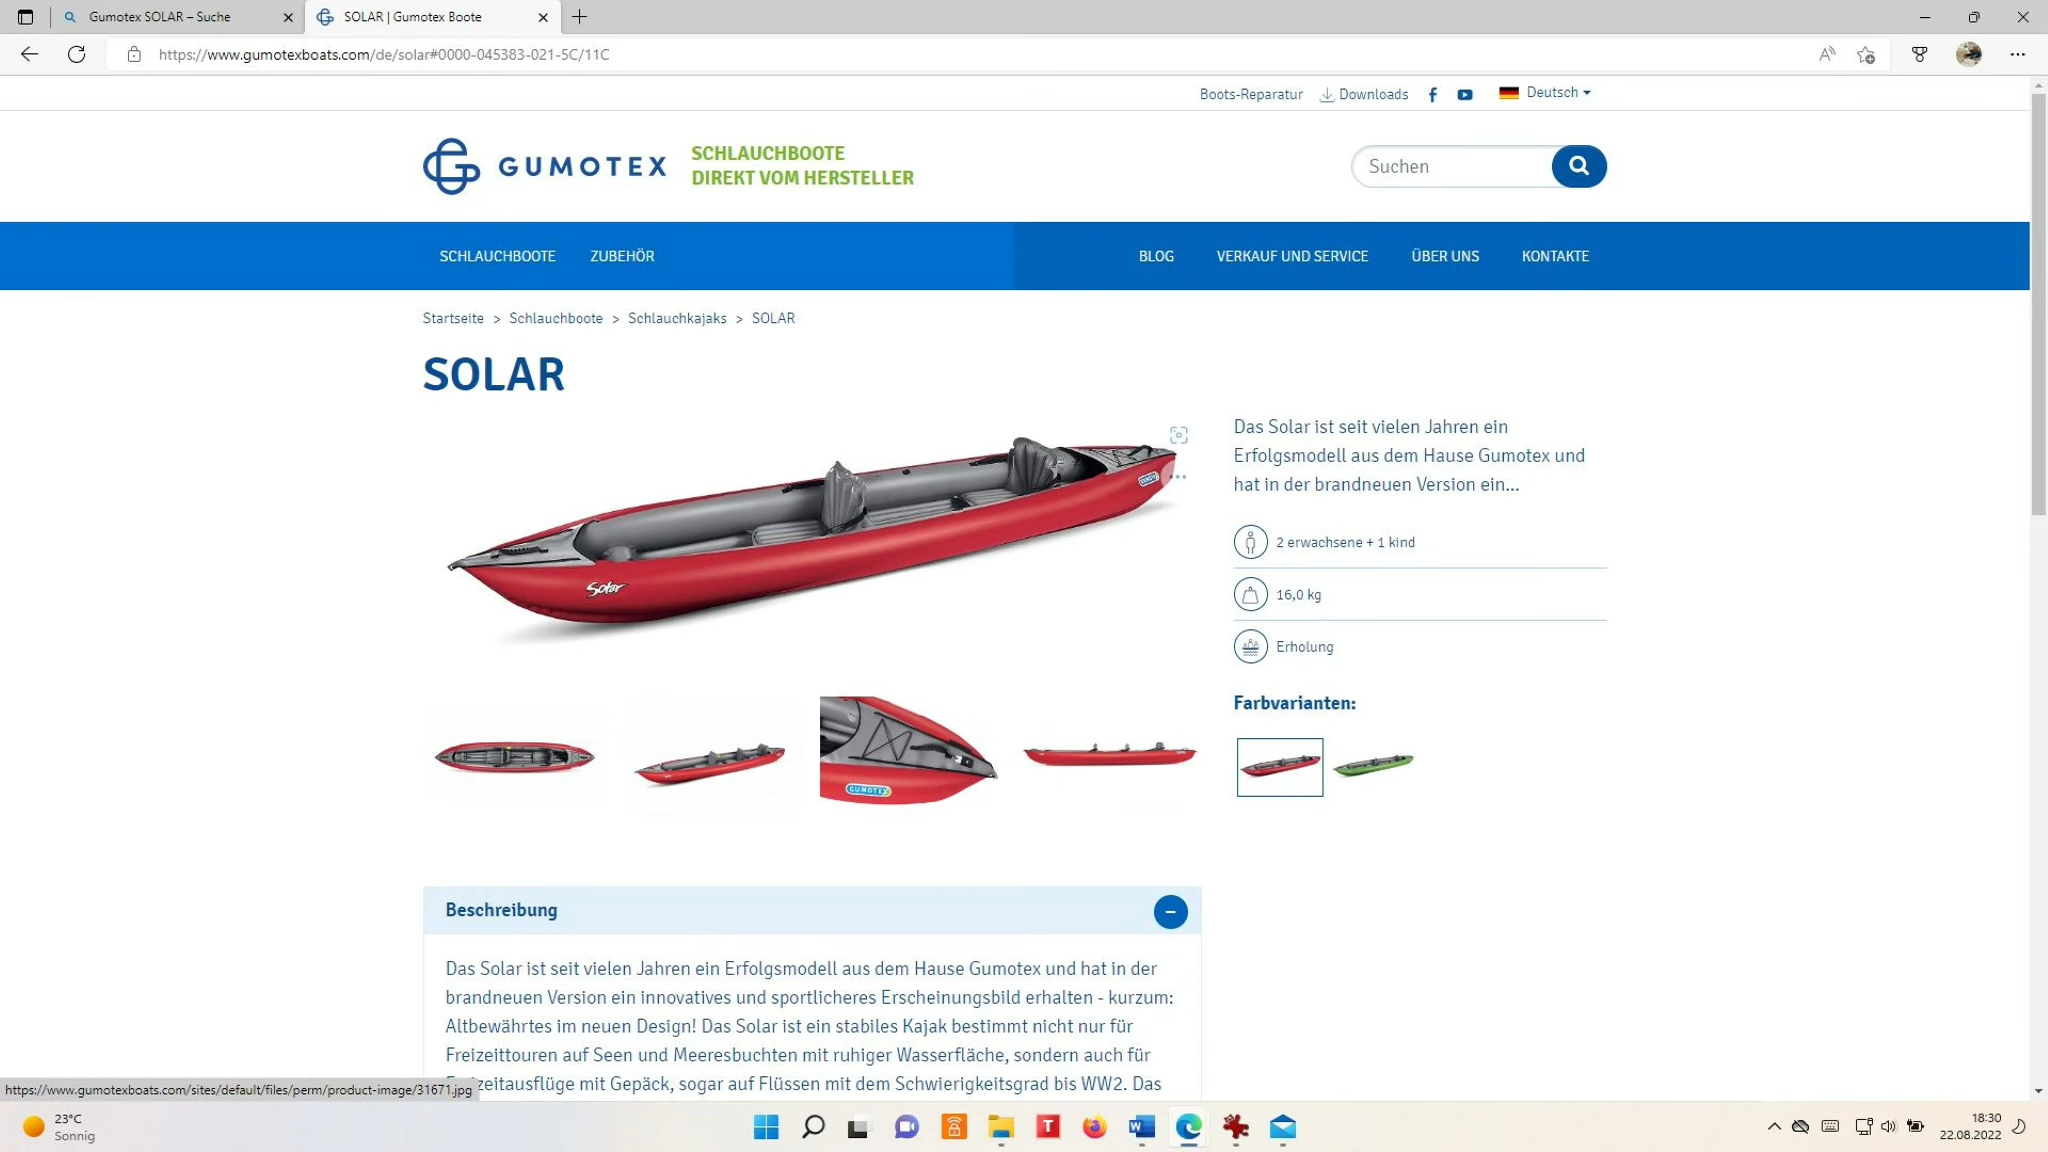 Gumotex SOLAR – Suche
SOLAR | Gumotex Boote
https://www.gumotexboats.com/de/solar#0000-045383-021-5C/11C
Boots-Reparatur
Downloads
Deutsch
GUMOTEX
SCHLAUCHBOOTE
DIREKT VOM HERSTELLER
Suchen
SCHLAUCHBOOTE
ZUBEHÖR
BLOG
VERKAUF UND SERVICE
ÜBER UNS
KONTAKTE
Startseite > Schlauchboote > Schlauchkajaks > SOLAR
SOLAR
Solar
GUMOTEX
Das Solar ist seit vielen Jahren ein
Erfolgsmodell aus dem Hause Gumotex und
hat in der brandneuen Version ein...
2 erwachsene + 1 kind
16,0 kg
Erholung
Farbvarianten:
GUMOTEX
Beschreibung
Das Solar ist seit vielen Jahren ein Erfolgsmodell aus dem Hause Gumotex und hat in der
brandneuen Version ein innovatives und sportlicheres Erscheinungsbild erhalten - kurzum:
Altbewährtes im neuen Design! Das Solar ist ein stabiles Kajak bestimmt nicht nur für
Freizeittouren auf Seen und Meeresbuchten mit ruhiger Wasserfläche, sondern auch für
zeitausflüge mit Gepäck, sogar auf Flüssen mit dem Schwierigkeitsgrad bis WW2. Das
https://www.gumotexboats.com/sites/default/files/perm/product-image/31671.jpg
23°C
Sonnig
T
W
18:30
22.08.2022